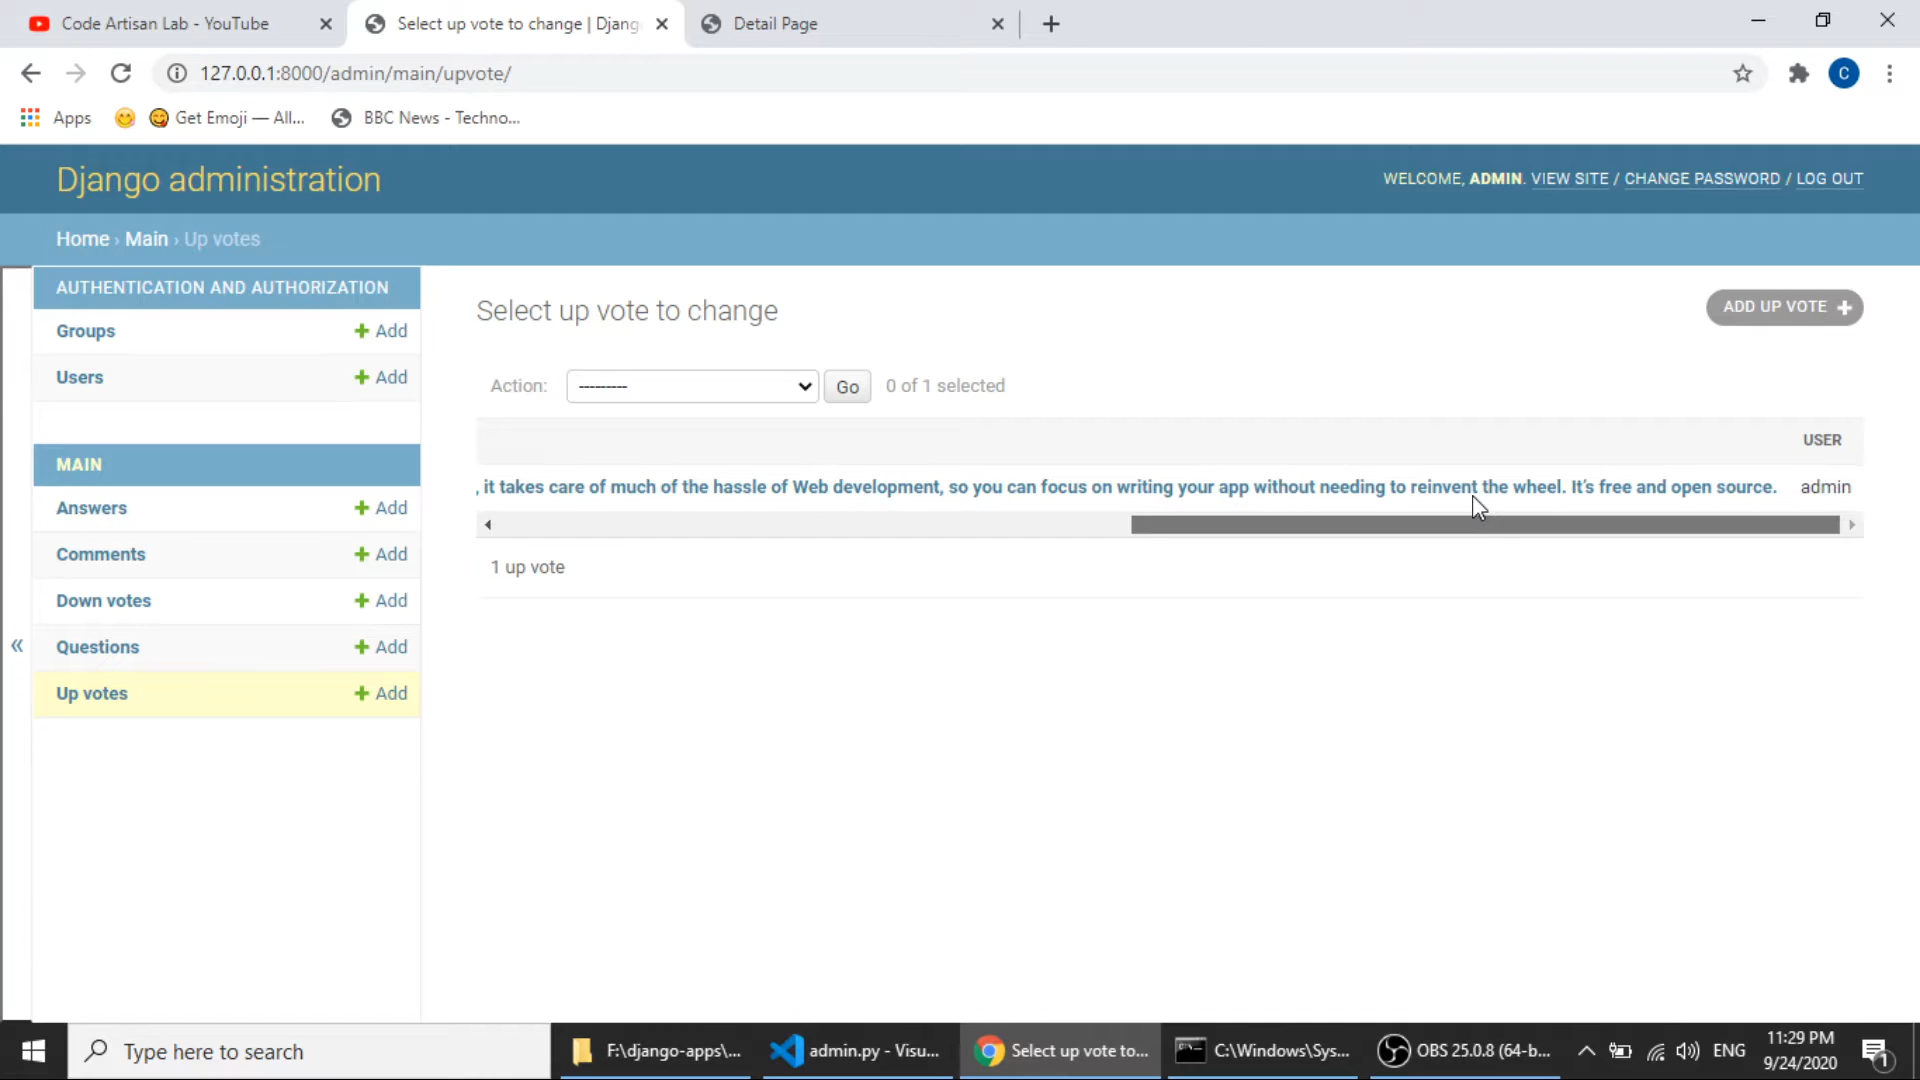 Code Artisan Lab - YouTube
Select up vote to change | Djang
Detail Page
127.0.0.1:8000/admin/main/upvote/
C
Apps
Get Emoji — All...
BBC News - Techno...
Django administration
WELCOME, ADMIN. VIEW SITE / CHANGE PASSWORD / LOG OUT
Home › Main › Up votes
AUTHENTICATION AND AUTHORIZATION
Groups
Add
Users
Add
MAIN
Answers
Add
Comments
Add
Down votes
Add
Questions
Add
Up votes
Add
«
Select up vote to change
ADD UP VOTE
Action:
---------
Go
0 of 1 selected
USER
, it takes care of much of the hassle of Web development, so you can focus on writing your app without needing to reinvent the wheel. It’s free and open source.
admin
1 up vote
Type here to search
F:\django-apps\...
admin.py - Visu...
Select up vote to...
C:\Windows\Sys...
OBS 25.0.8 (64-b...
ENG
11:29 PM
9/24/2020
1